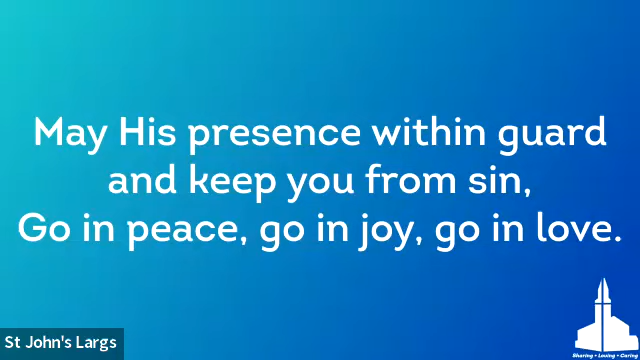 May His presence within guard
and keep you from sin,
Go in peace, go in joy, go in love.
St John's Largs
Sharing • Loving • Caring